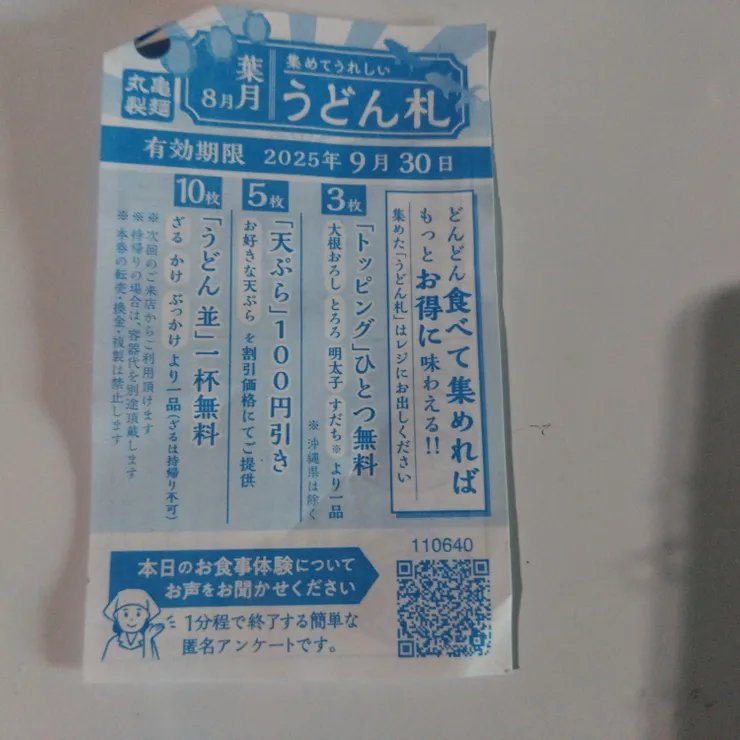 丸亀製麺
葉月
8月
集めてうれしい
うどん札
有効期限 2025年9月30日
どんどん食べて集めれば
もっとお得に味わえる!!
集めた「うどん札」はレジにお出しください
3枚
「トッピング」ひとつ無料
大根おろし とろろ 明太子 すだち※ より一品
※沖縄県は除く
5枚
「天ぷら」100円引き
お好きな天ぷら を割引価格にてご提供
10枚
「うどん 並」一杯無料
ざる かけ ぶっかけ より一品(ざるは持帰り不可)
※次回のご来店からご利用頂けます
※持帰りの場合は、容器代を別途頂戴します
※本券の転売・換金・複製は禁止します
110640
本日のお食事体験について
お声をお聞かせください
1分程で終了する簡単な
匿名アンケートです。